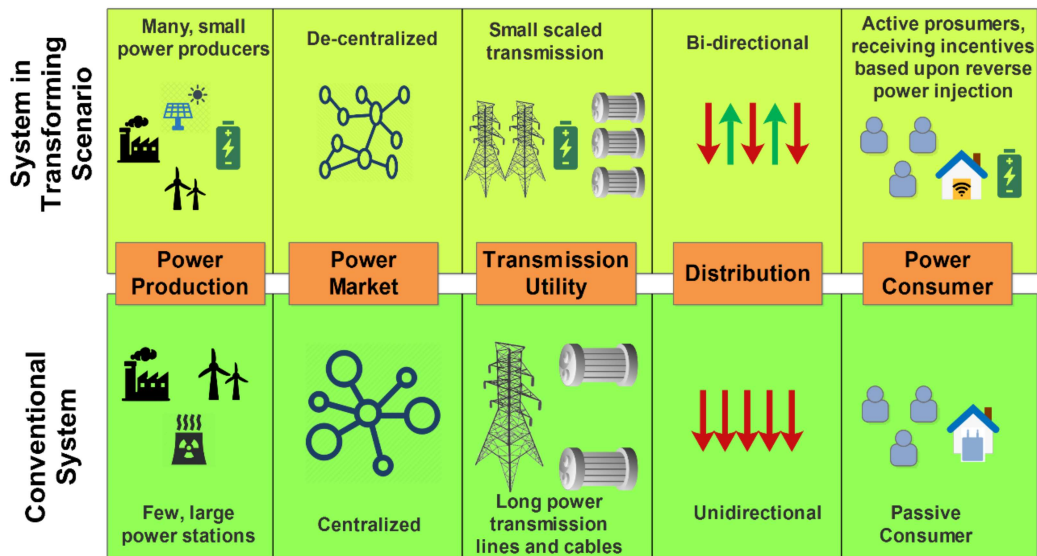 System in
Transforming
Scenario
Many, small
power producers
De-centralized
Small scaled
transmission
Bi-directional
Active prosumers,
receiving incentives
based upon reverse
power injection
Power
Production
Power
Market
Transmission
Utility
Distribution
Power
Consumer
Conventional
System
Few, large
power stations
Centralized
Long power
transmission
lines and cables
Unidirectional
Passive
Consumer